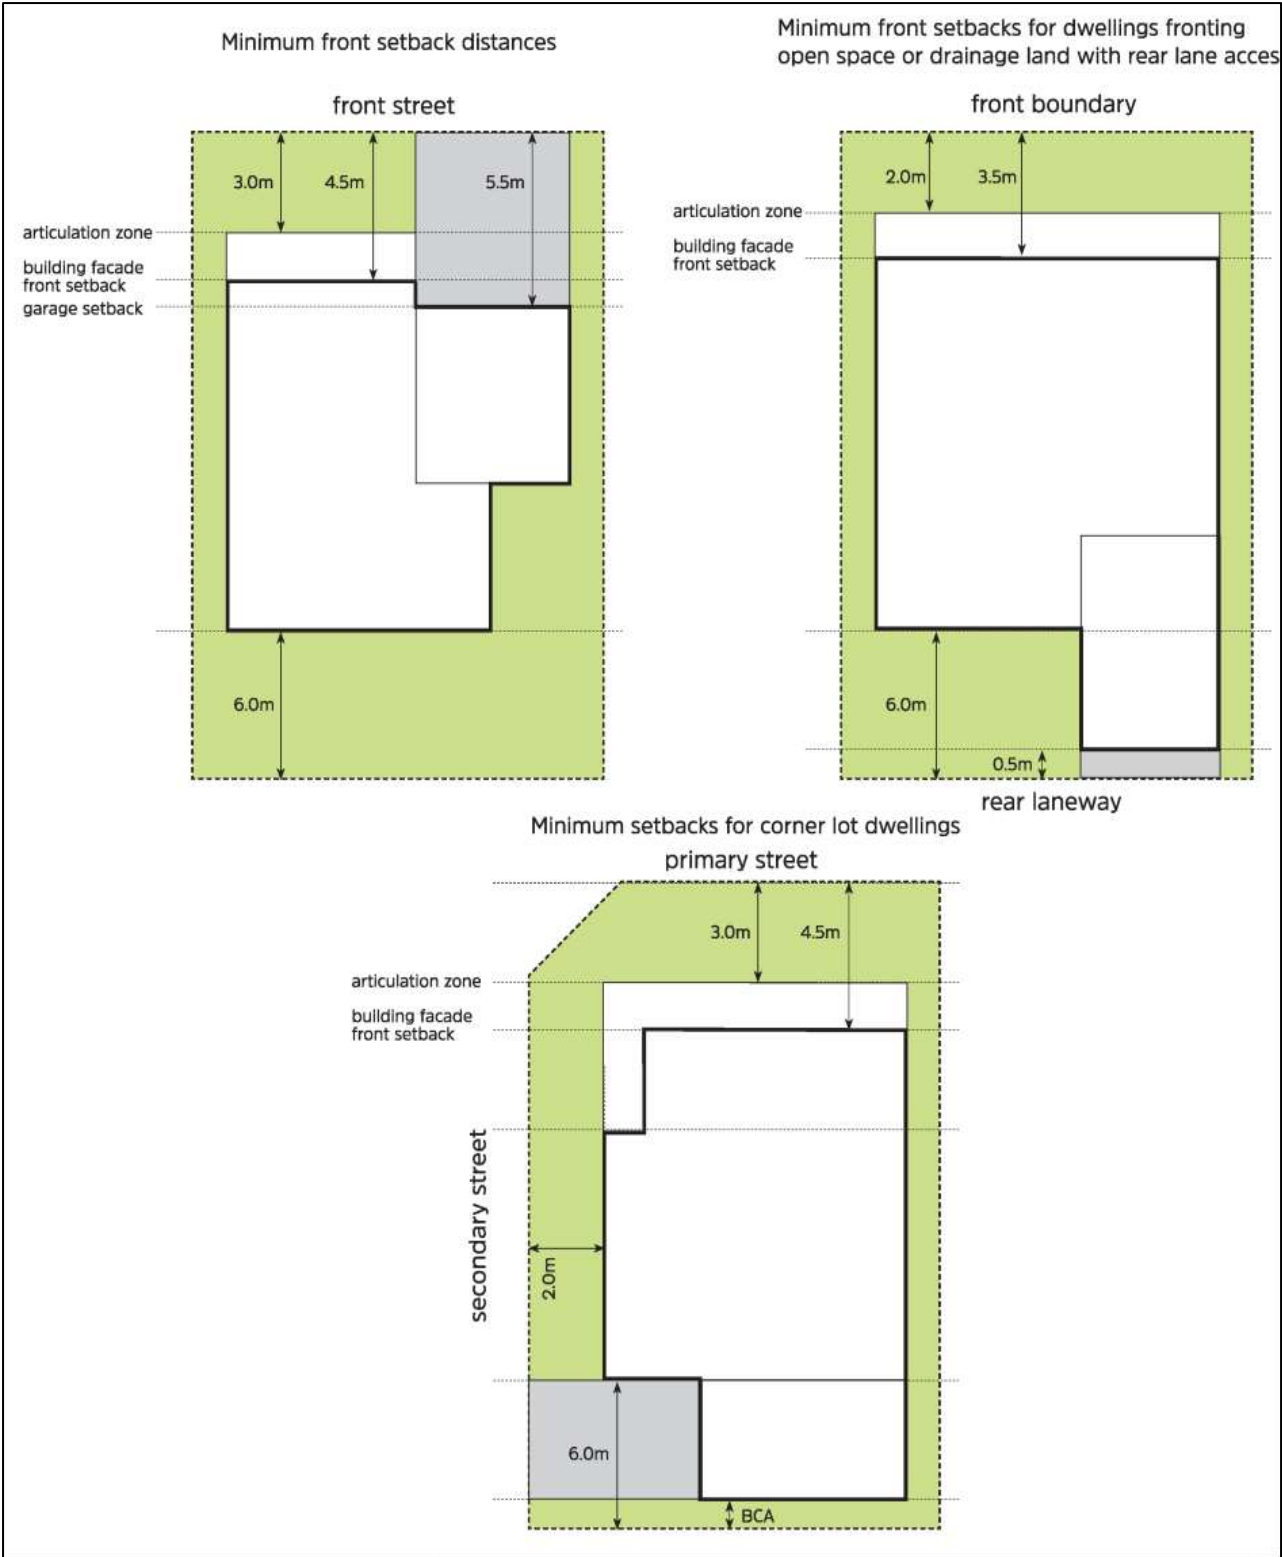 Minimum front setback distances
front street
3.0m
4.5m
5.5m
articulation zone
building facade
front setback
garage setback
6.0m
Minimum front setbacks for dwellings fronting
open space or drainage land with rear lane acces
front boundary
2.0m
3.5m
articulation zone
building facade
front setback
6.0m
0.5m
rear laneway
Minimum setbacks for corner lot dwellings
primary street
3.0m
4.5m
articulation zone
building facade
front setback
secondary street
2.0m
6.0m
BCA